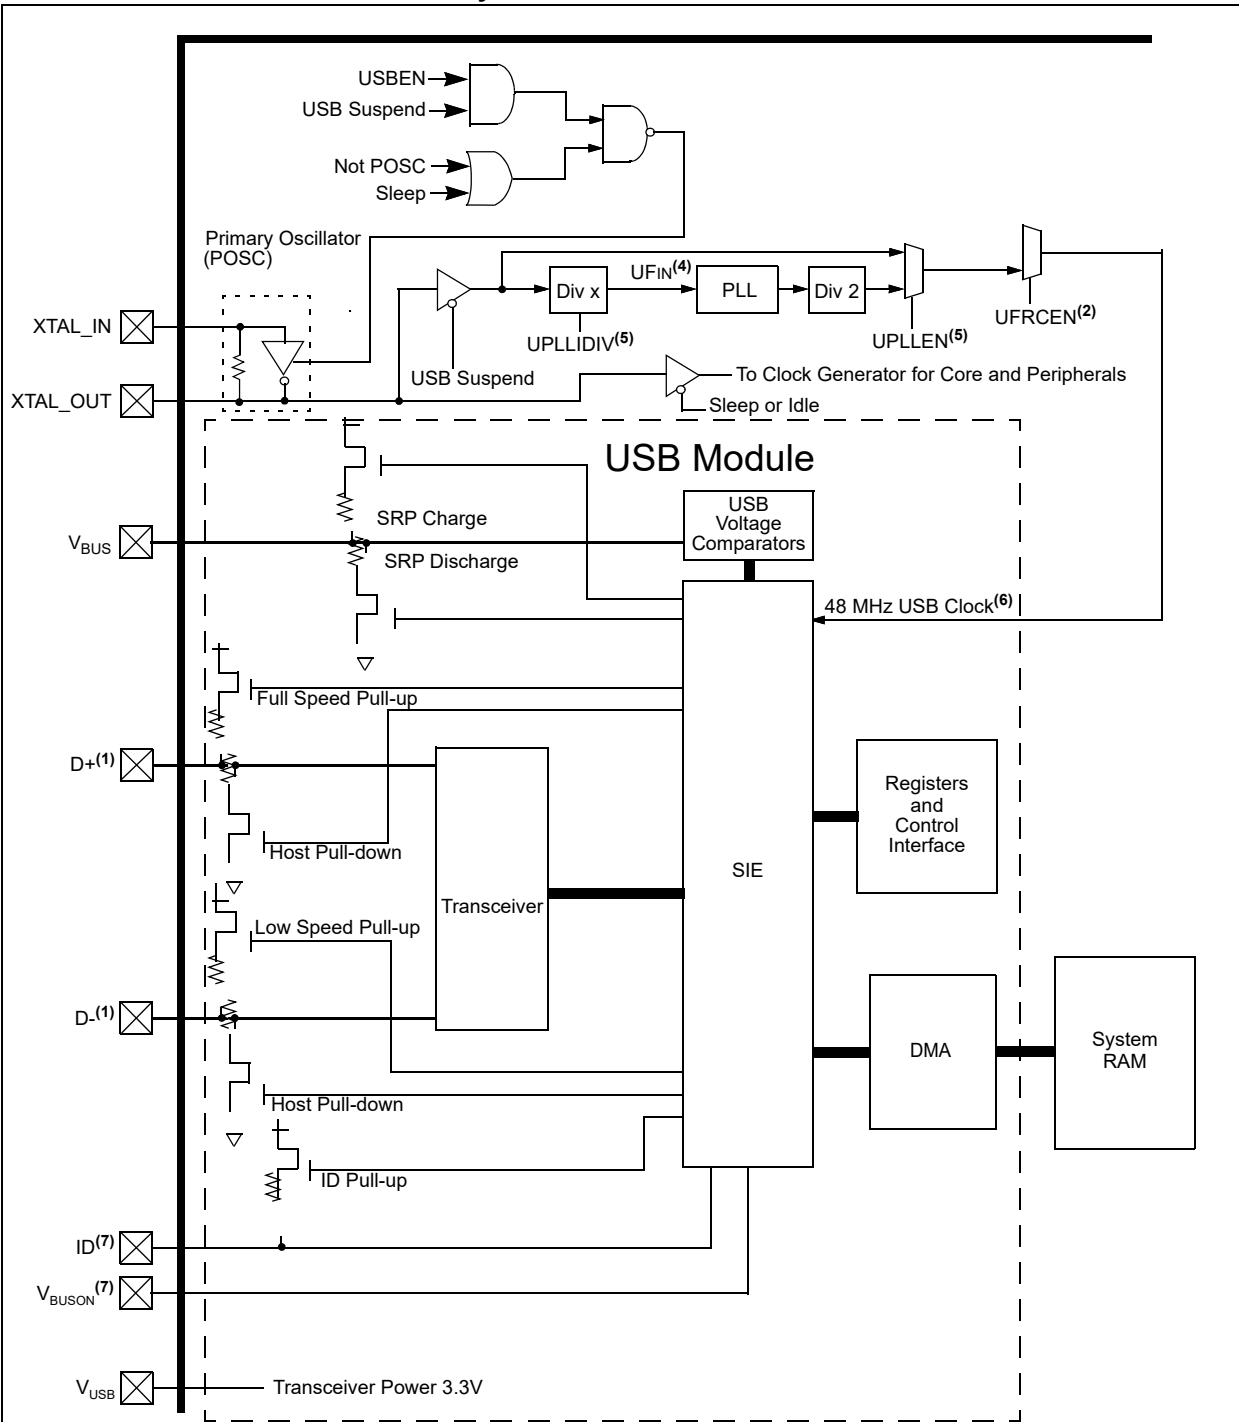 USBEN
USB Suspend
Not POSC
Sleep
Primary Oscillator
(POSC)
UFIN(4)
Div x
PLL
Div 2
UFRCEN(2)
XTAL_IN
UPLLIDIV(5)
UPLLEN(5)
USB Suspend
To Clock Generator for Core and Peripherals
XTAL_OUT
Sleep or Idle
USB Module
USB
Voltage
Comparators
SRP Charge
VBUS
SRP Discharge
48 MHz USB Clock(6)
Full Speed Pull-up
D+(1)
Registers
and
Control
Interface
Host Pull-down
SIE
Transceiver
Low Speed Pull-up
D-(1)
DMA
System
RAM
Host Pull-down
ID Pull-up
ID(7)
VBUSON(7)
VUSB
Transceiver Power 3.3V